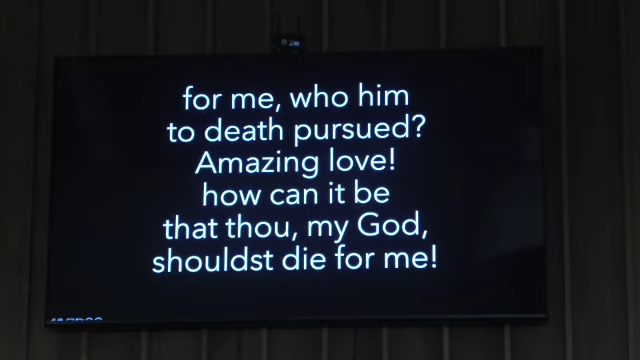 for me, who him
to death pursued?
Amazing love!
how can it be
that thou, my God,
shouldst die for me!